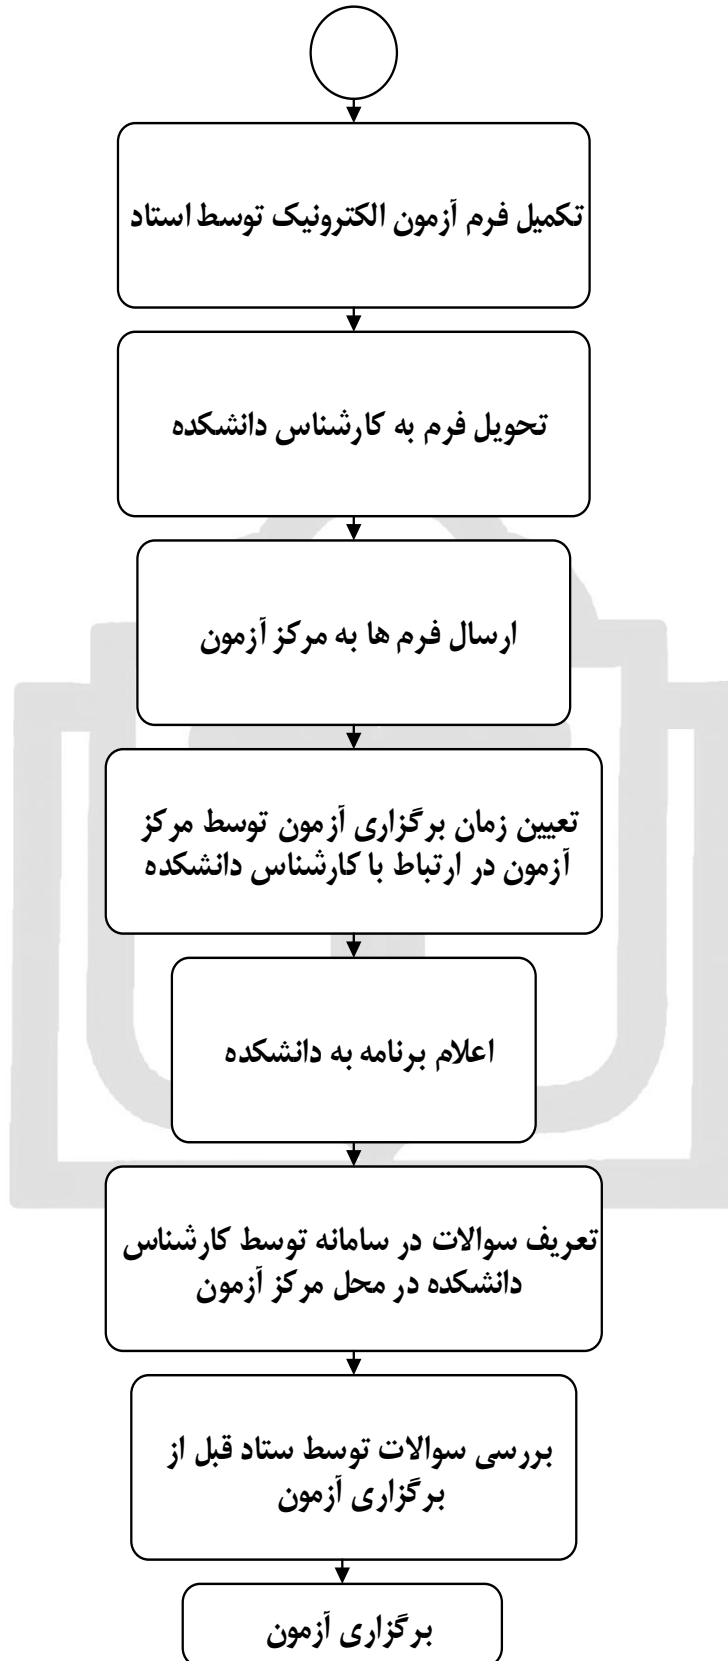 تکمیل فرم آزمون الکترونیک توسط استاد
تحویل فرم به کارشناس دانشکده
ارسال فرم ها به مرکز آزمون
تعیین زمان برگزاری آزمون توسط مرکز
آزمون در ارتباط با کارشناس دانشکده
اعلام برنامه به دانشکده
تعریف سوالات در سامانه توسط کارشناس
دانشکده در محل مرکز آزمون
بررسی سوالات توسط ستاد قبل از
برگزاری آزمون
برگزاری آزمون